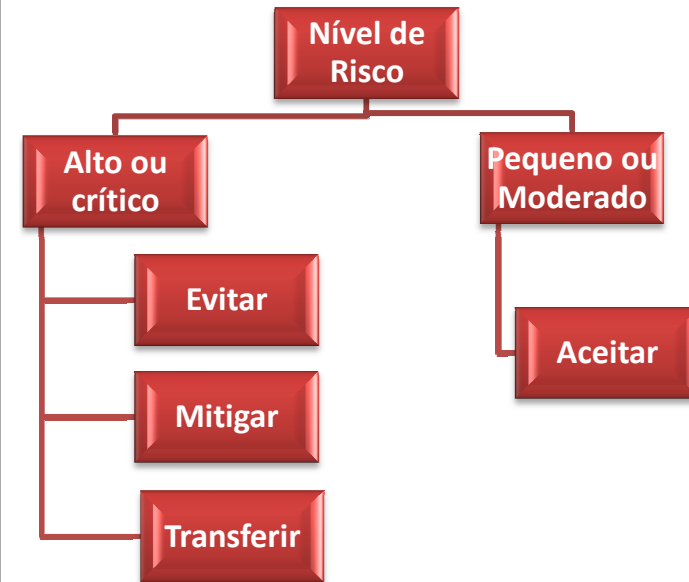 Nível de
Risco
Alto ou
crítico
Pequeno ou
Moderado
Evitar
Mitigar
Transferir
Aceitar